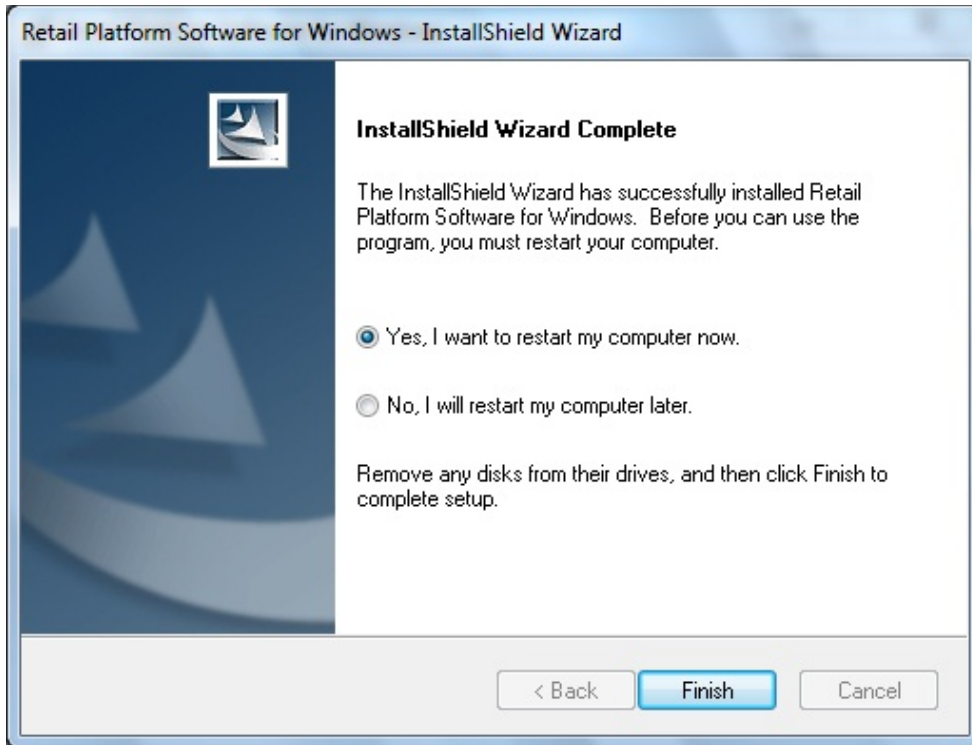 Retail Platform Software for Windows - InstallShield Wizard
InstallShield Wizard Complete
The InstallShield Wizard has successfully installed Retail
Platform Software for Windows.  Before you can use the
program, you must restart your computer.
Yes, I want to restart my computer now.
No, I will restart my computer later.
Remove any disks from their drives, and then click Finish to
complete setup.
< Back
Finish
Cancel